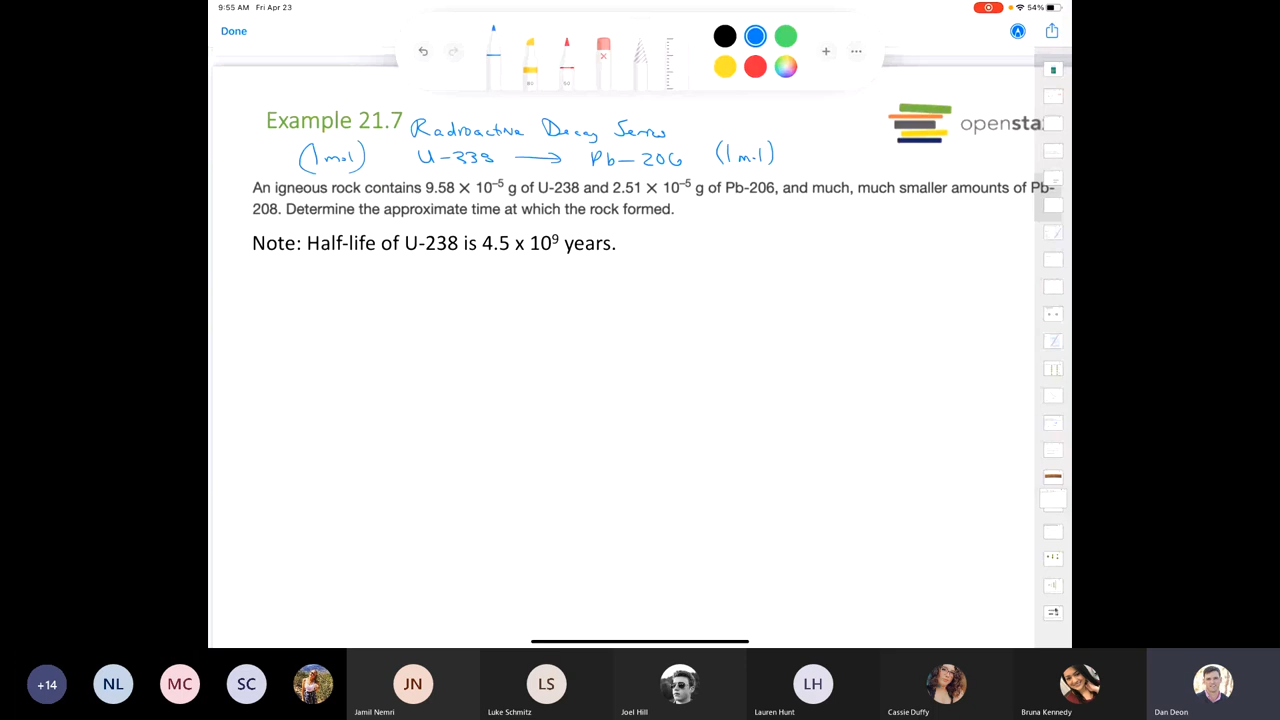 9:55 AM Fri Apr 23
54%
Done
Example 21.7
Radioactive Decay Series
(1 mol) U-238 → Pb-206 (1 mol)
opensta
An igneous rock contains 9.58 × 10⁻⁵ g of U-238 and 2.51 × 10⁻⁵ g of Pb-206, and much, much smaller amounts of Pb-
208. Determine the approximate time at which the rock formed.
Note: Half-life of U-238 is 4.5 x 10⁹ years.
+14 NL MC SC JN LS LH
Jamil Nemri Luke Schmitz Joel Hill Lauren Hunt Cassie Duffy Bruna Kennedy Dan Deon